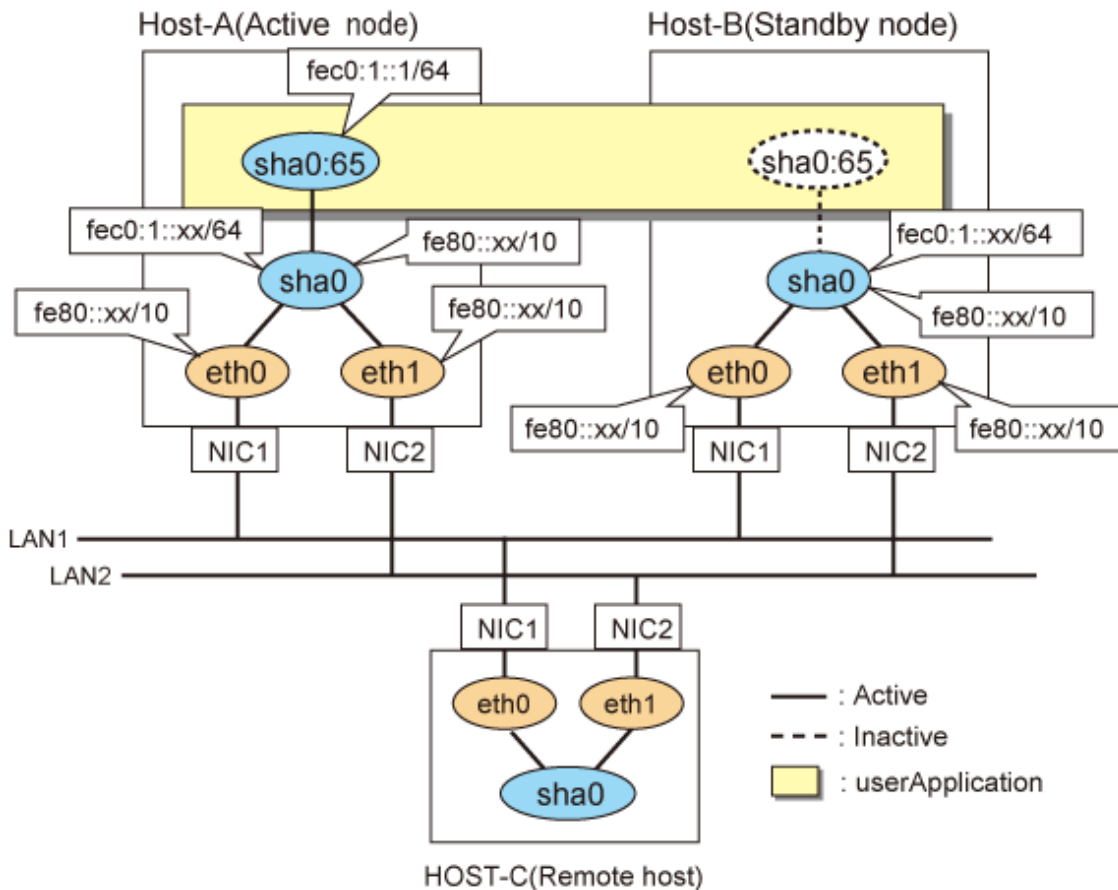 Host-A(Active node)
Host-B(Standby node)
fec0:1::1/64
sha0:65
sha0:65
fec0:1::xx/64
fe80::xx/10
fec0:1::xx/64
sha0
sha0
fe80::xx/10
fe80::xx/10
fe80::xx/10
eth0
eth1
eth0
eth1
fe80::xx/10
fe80::xx/10
NIC1
NIC2
NIC1
NIC2
LAN1
LAN2
NIC1
NIC2
eth0
eth1
sha0
: Active
: Inactive
: userApplication
HOST-C(Remote host)